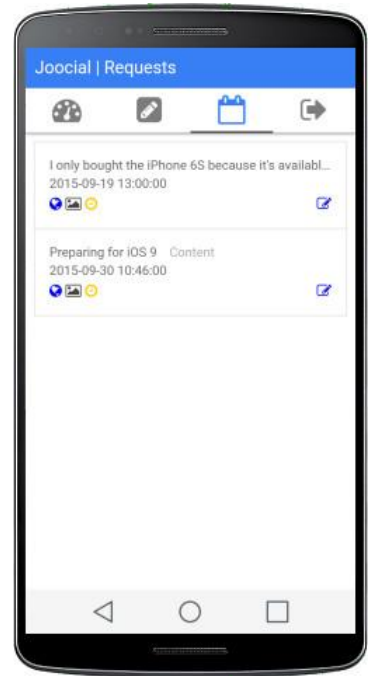 Joocial | Requests
I only bought the iPhone 6S because it's availabl...
2015-09-19 13:00:00
Preparing for iOS 9 Content
2015-09-30 10:46:00